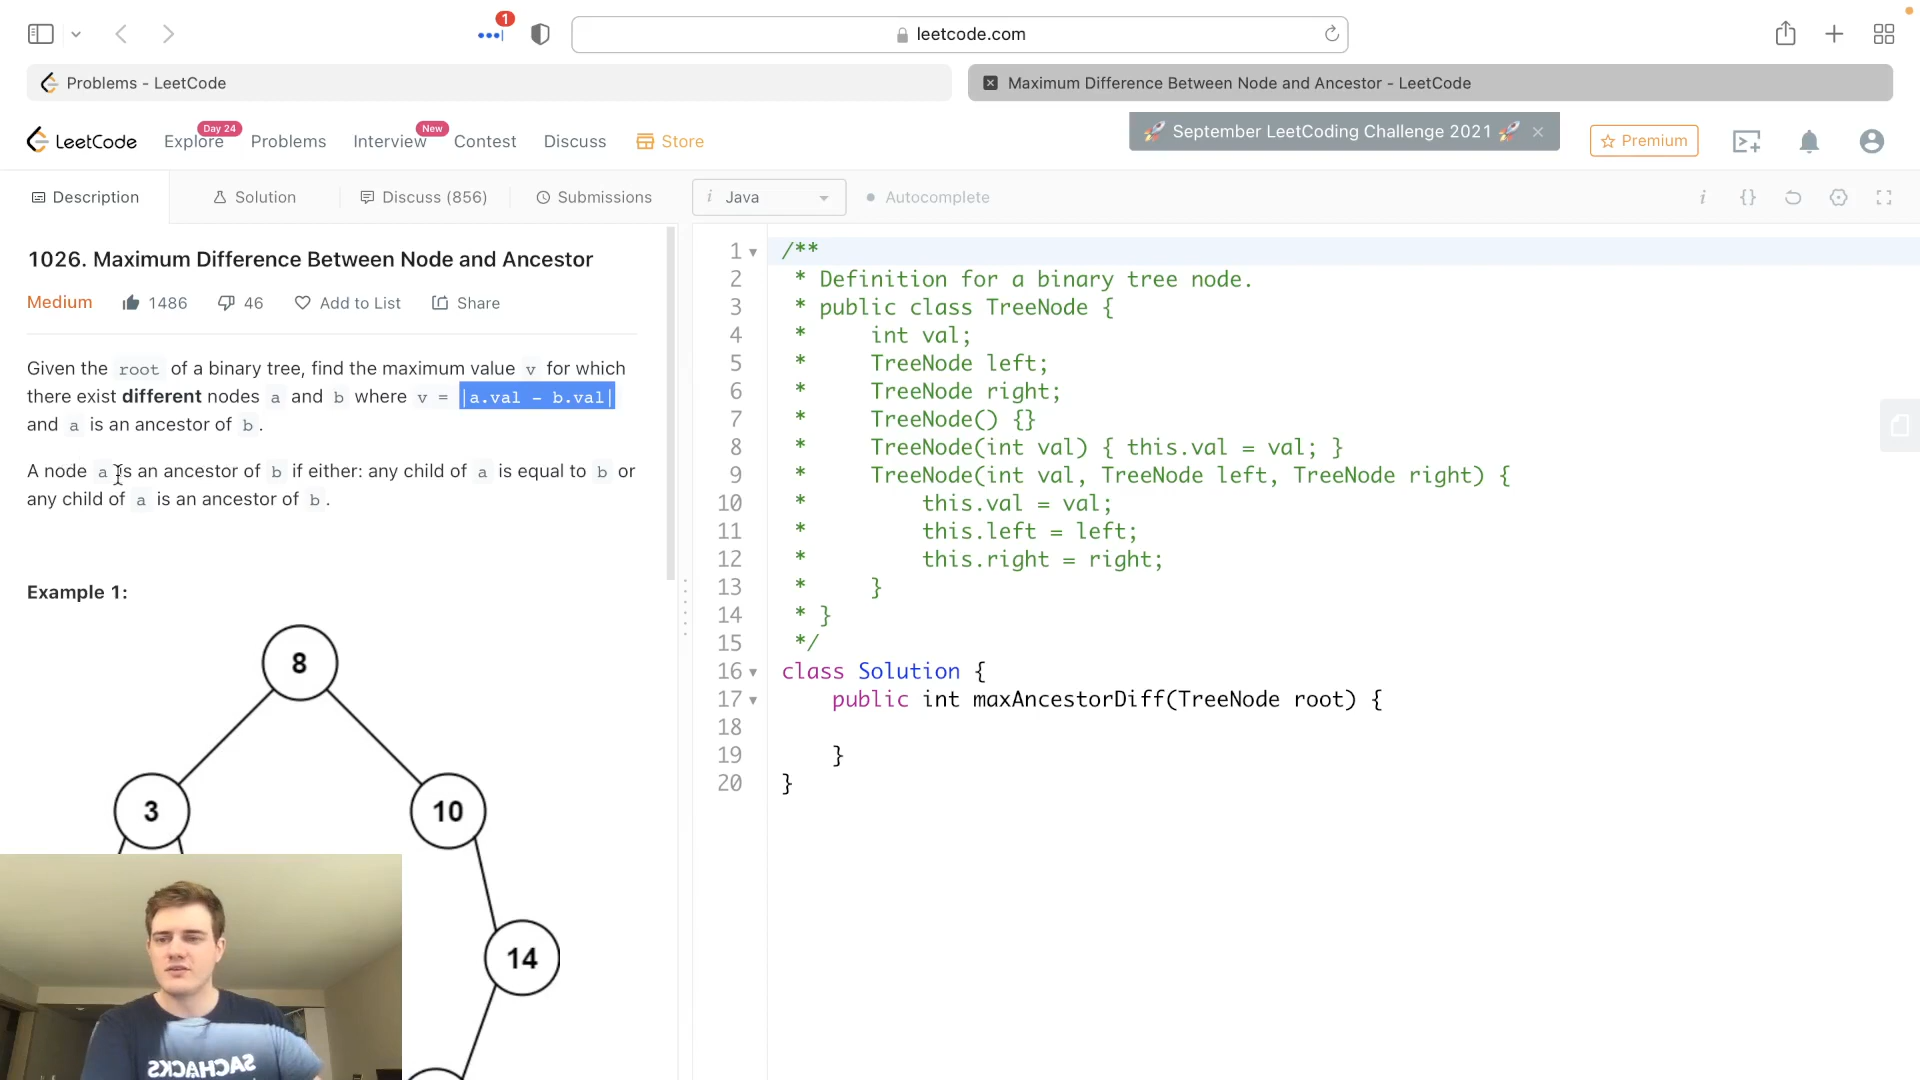 1
leetcode.com
Problems - LeetCode
Maximum Difference Between Node and Ancestor - LeetCode
LeetCode
Explore
Day 24
Problems
Interview
New
Contest
Discuss
Store
🚀 September LeetCoding Challenge 2021 🚀
Premium
Description
Solution
Discuss (856)
Submissions
i Java
Autocomplete
i {}
1026. Maximum Difference Between Node and Ancestor
Medium
1486
46
Add to List
Share
Given the root of a binary tree, find the maximum value v for which
there exist different nodes a and b where v = |a.val - b.val|
and a is an ancestor of b.
A node a is an ancestor of b if either: any child of a is equal to b or
any child of a is an ancestor of b.
Example 1:
8
3
10
14
SACHACKS
1 /**
2 * Definition for a binary tree node.
3 * public class TreeNode {
4 *     int val;
5 *     TreeNode left;
6 *     TreeNode right;
7 *     TreeNode() {}
8 *     TreeNode(int val) { this.val = val; }
9 *     TreeNode(int val, TreeNode left, TreeNode right) {
10 *         this.val = val;
11 *         this.left = left;
12 *         this.right = right;
13 *     }
14 * }
15 */
16 class Solution {
17     public int maxAncestorDiff(TreeNode root) {
18
19     }
20 }